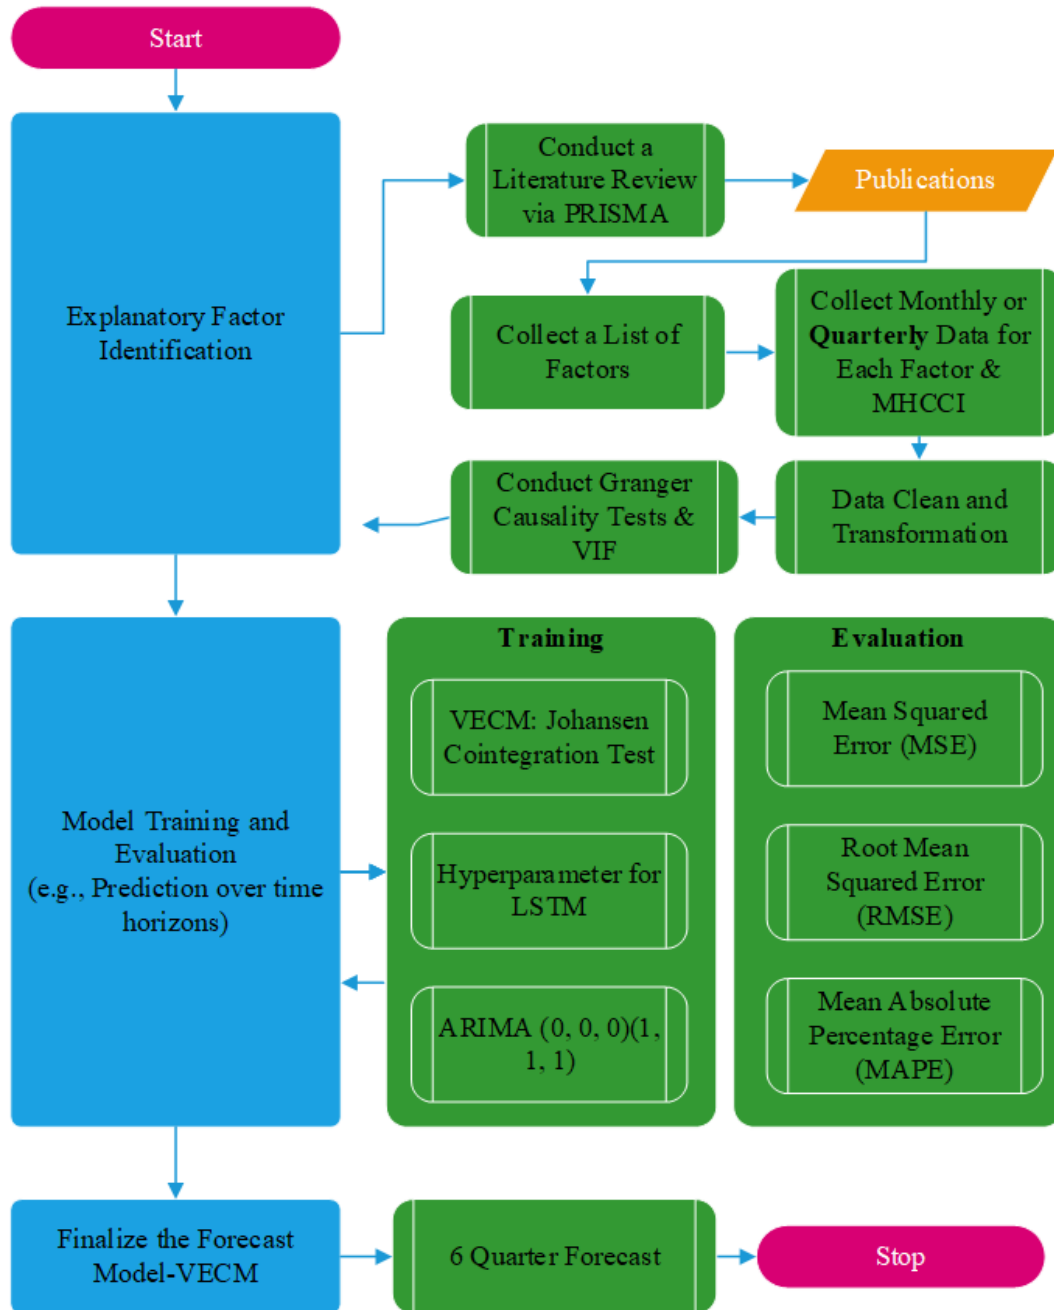 Start
Explanatory Factor
Identification
Conduct a
Literature Review
via PRISMA
Publications
Collect a List of
Factors
Collect Monthly or
Quarterly Data for
Each Factor &
MHCCI
Data Clean and
Transformation
Conduct Granger
Causality Tests &
VIF
Model Training and
Evaluation
(e.g., Prediction over time
horizons)
Training
VECM: Johansen
Cointegration Test
Hyperparameter for
LSTM
ARIMA (0, 0, 0)(1,
1, 1)
Evaluation
Mean Squared
Error (MSE)
Root Mean
Squared Error
(RMSE)
Mean Absolute
Percentage Error
(MAPE)
Finalize the Forecast
Model-VECM
6 Quarter Forecast
Stop